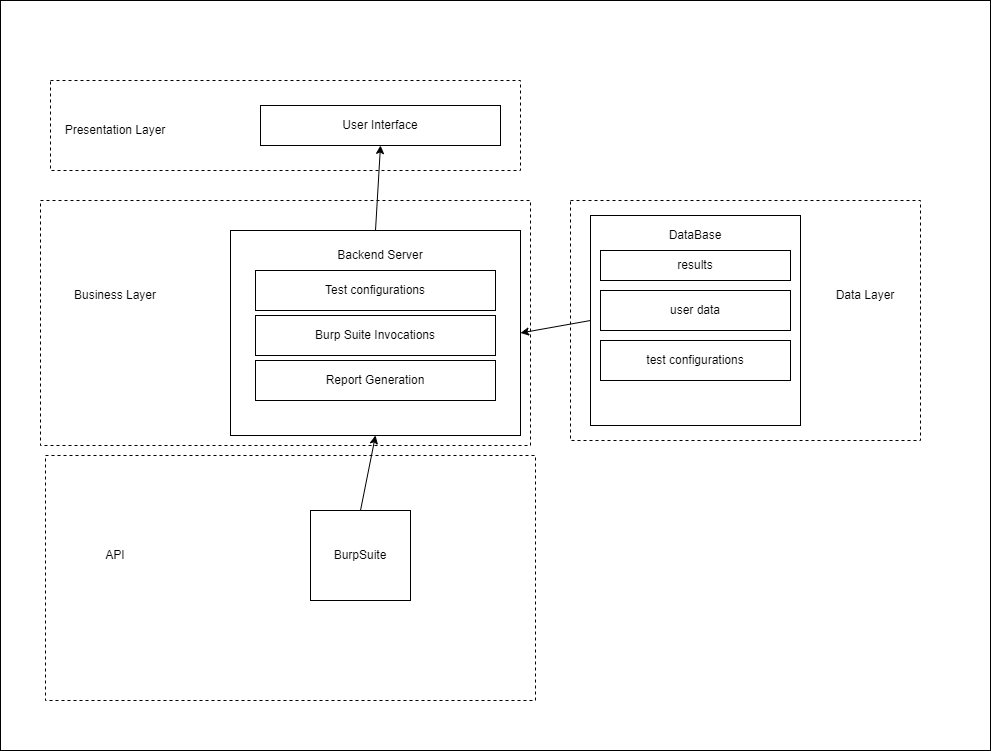 User Interface
Presentation Layer
Backend Server
Test configurations
Business Layer
Burp Suite Invocations
Report Generation
DataBase
results
user data
test configurations
Data Layer
API
BurpSuite